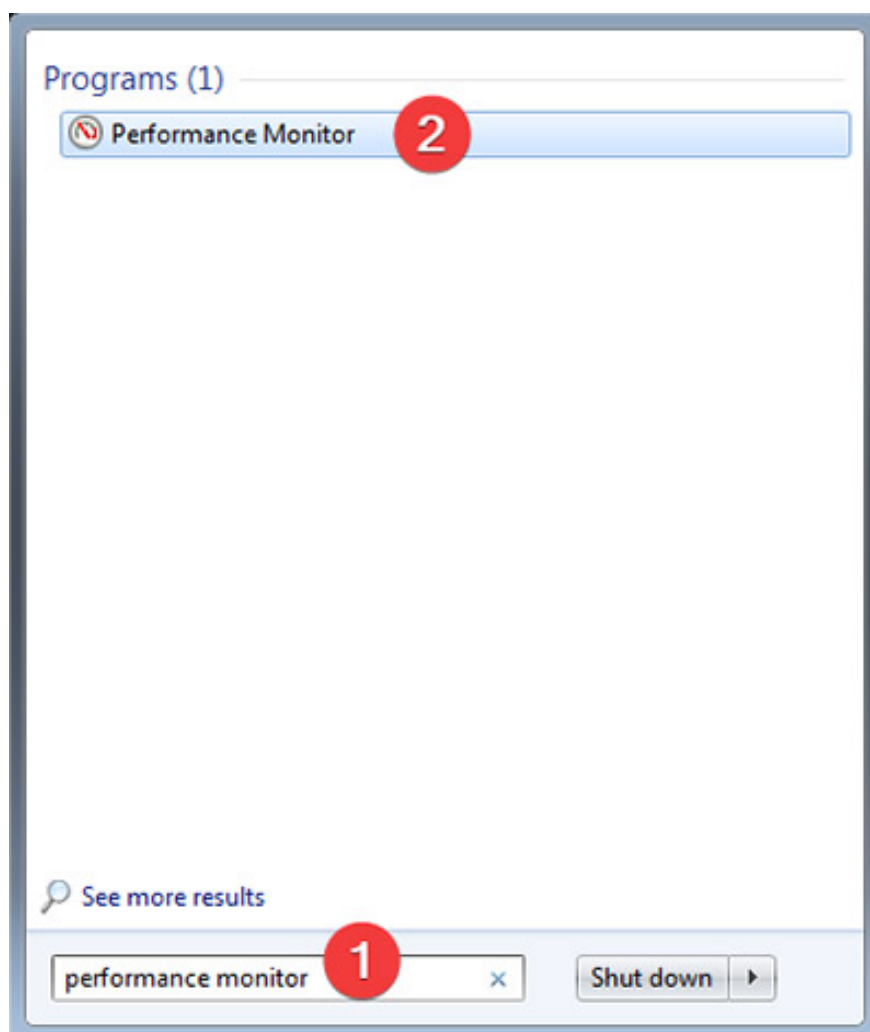 Programs (1)
Performance Monitor 2
See more results
performance monitor 1
Shut down